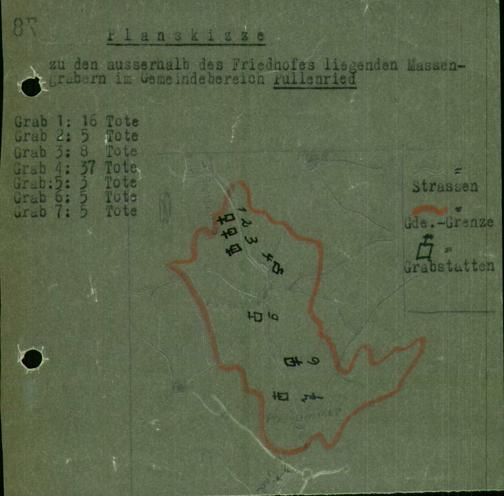 87
Planskizze
zu den ausserhalb des Friedhofes liegenden Massen-
gräbern im Gemeindebereich Pullenried
Grab 1: 16 Tote
Grab 2: 5 Tote
Grab 3: 8 Tote
Grab 4: 37 Tote
Grab:5: 3 Tote
Grab 6: 5 Tote
Grab 7: 5 Tote
Strassen
Gde.-Grenze
Grabstätten
1
2
3
4
5
6
7